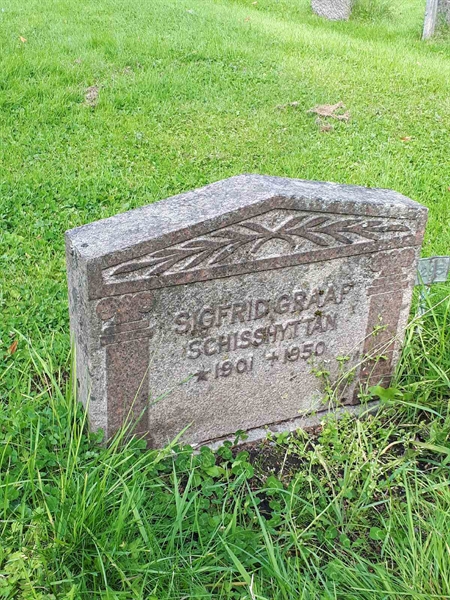 SIGFRID GRAAF
SCHISSHYTTAN
* 1901 + 1950